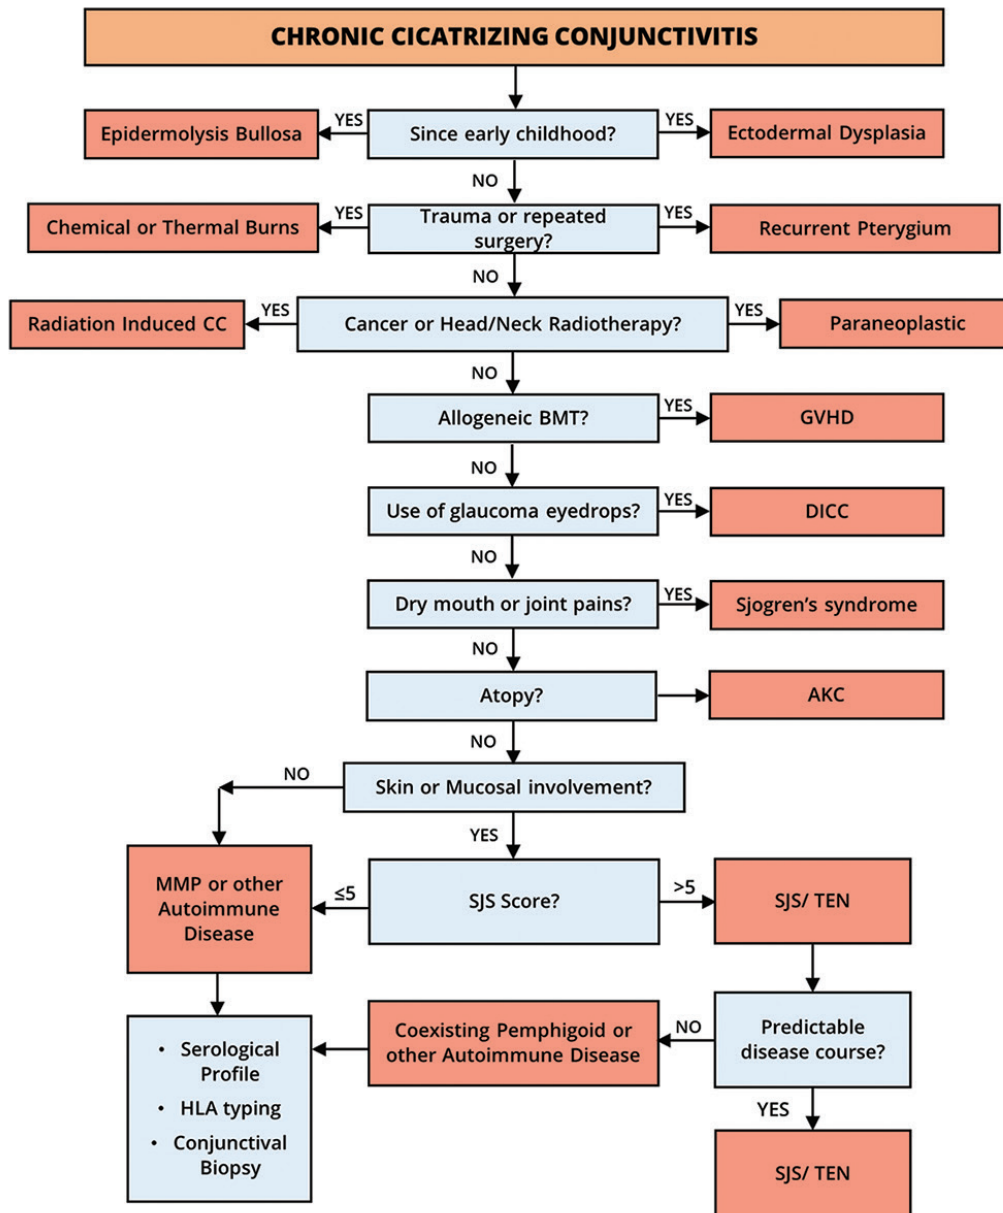 CHRONIC CICATRIZING CONJUNCTIVITIS
Epidermolysis Bullosa
YES
Since early childhood?
YES
Ectodermal Dysplasia
NO
Chemical or Thermal Burns
YES
Trauma or repeated
surgery?
YES
Recurrent Pterygium
NO
Radiation Induced CC
YES
Cancer or Head/Neck Radiotherapy?
YES
Paraneoplastic
NO
Allogeneic BMT?
YES
GVHD
NO
Use of glaucoma eyedrops?
YES
DICC
NO
Dry mouth or joint pains?
YES
Sjogren's syndrome
NO
Atopy?
AKC
NO
NO
Skin or Mucosal involvement?
YES
MMP or other
Autoimmune
Disease
≤5
SJS Score?
>5
SJS/ TEN
• Serological
Profile
• HLA typing
• Conjunctival
Biopsy
Coexisting Pemphigoid or
other Autoimmune Disease
NO
Predictable
disease course?
YES
SJS/ TEN